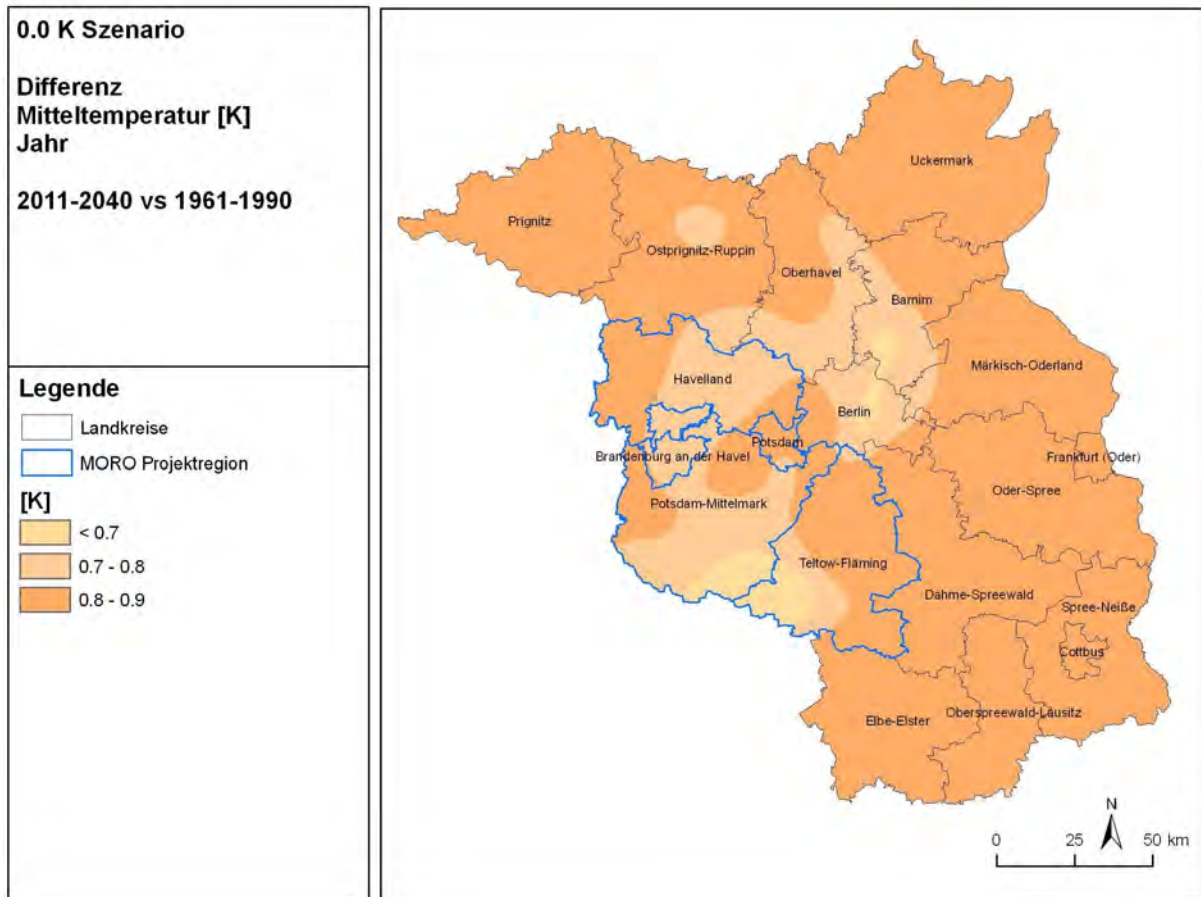 0.0 K Szenario
Differenz
Mitteltemperatur [K]
Jahr
2011-2040 vs 1961-1990
Legende
Landkreise
MORO Projektregion
[K]
< 0.7
0.7 - 0.8
0.8 - 0.9
Uckermark
Prignitz
Ostprignitz-Ruppin
Oberhavel
Barnim
Märkisch-Oderland
Havelland
Berlin
Potsdam
Brandenburg an der Havel
Frankfurt (Oder)
Oder-Spree
Potsdam-Mittelmark
Teltow-Fläming
Dahme-Spreewald
Spree-Neiße
Cottbus
Elbe-Elster
Oberspreewald-Lausitz
N
0 25 50 km